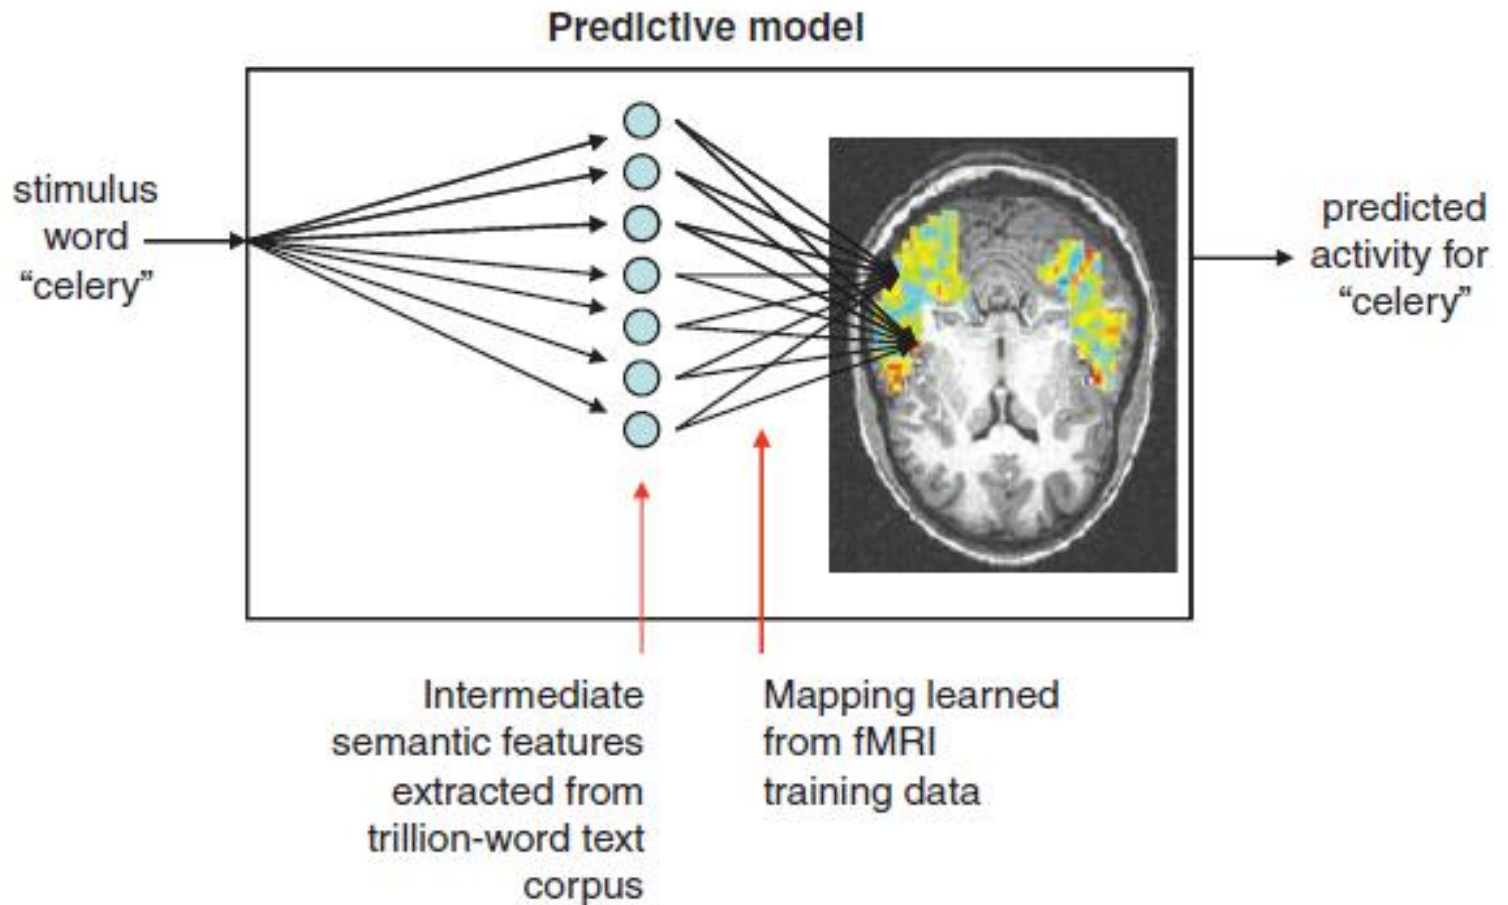 Predictive model
stimulus
word
“celery”
predicted
activity for
“celery”
Intermediate
semantic features
extracted from
trillion-word text
corpus
Mapping learned
from fMRI
training data